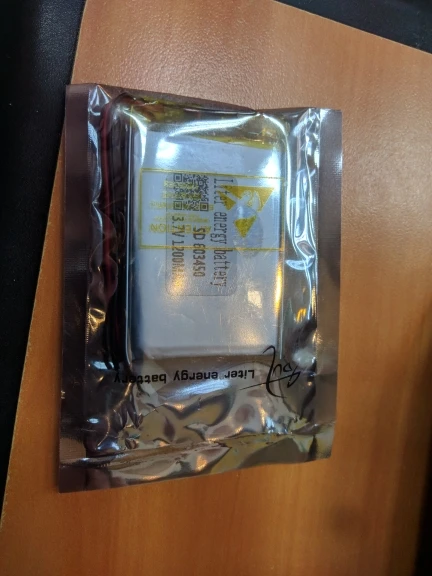 Liter energy battery
SD 603450
3.7V 1200mAh
Liter energy battery